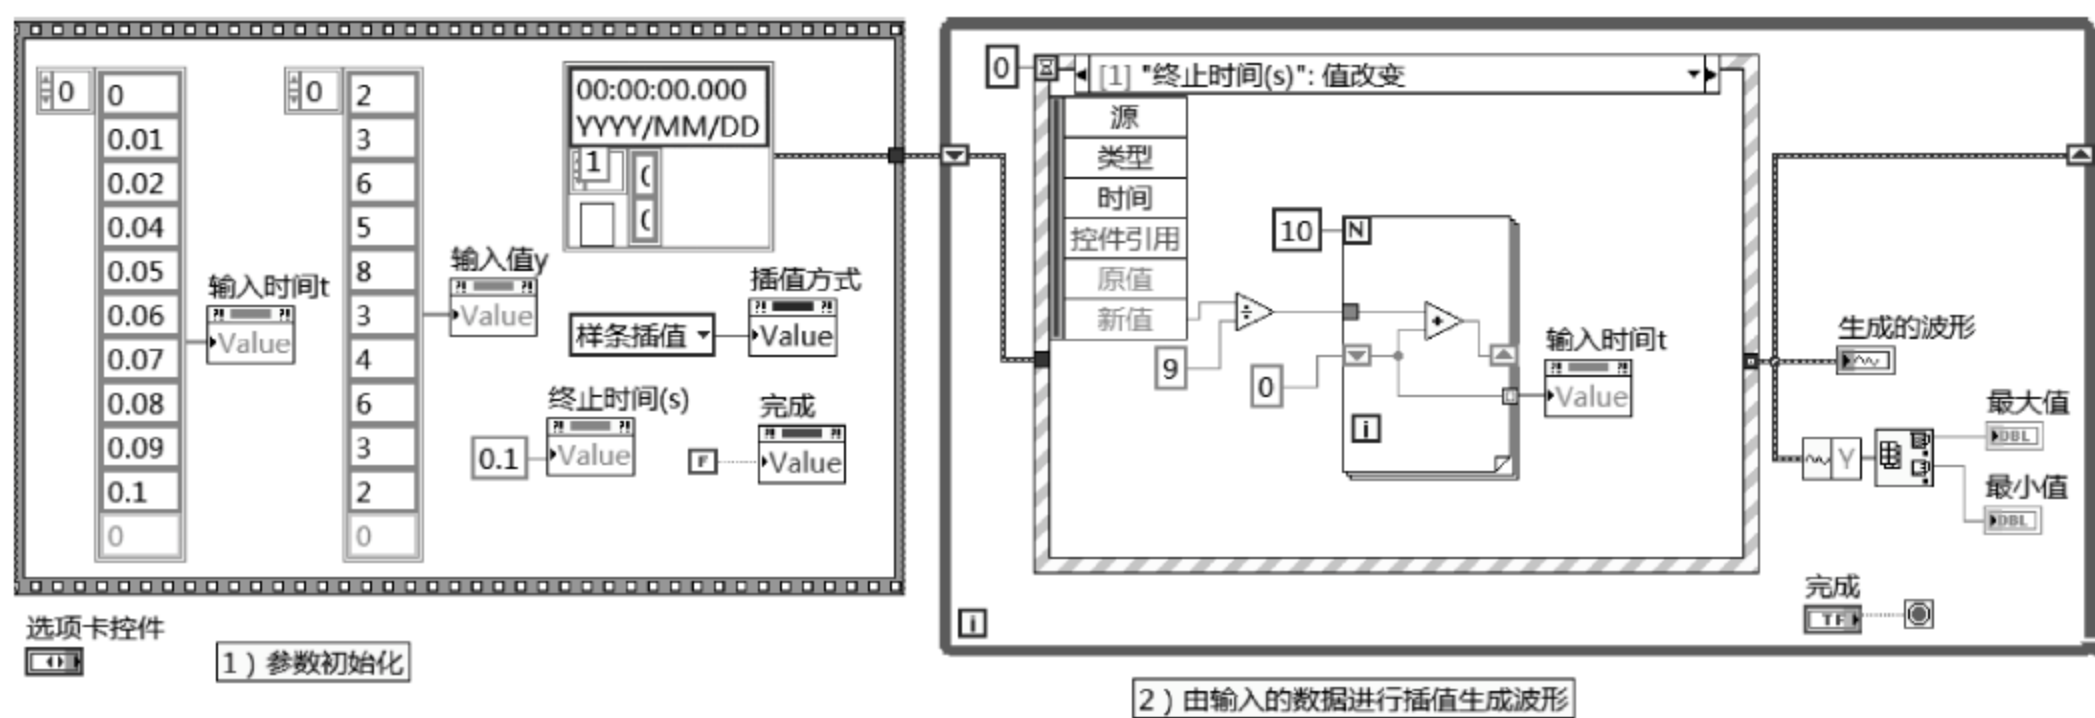 0
0
0.01
0.02
0.04
0.05
0.06
0.07
0.08
0.09
0.1
0
输入时间t
Value
0
2
3
6
5
8
3
4
6
3
2
0
输入值y
Value
00:00:00.000
YYYY/MM/DD
1
插值方式
样条插值
Value
终止时间(s)
0.1
Value
完成
F
Value
选项卡控件
1）参数初始化
0
[1] "终止时间(s)": 值改变
源
类型
时间
控件引用
原值
新值
÷
9
10
N
+
0
i
输入时间t
Value
生成的波形
最大值
DBL
Y
最小值
DBL
完成
TF
i
2）由输入的数据进行插值生成波形